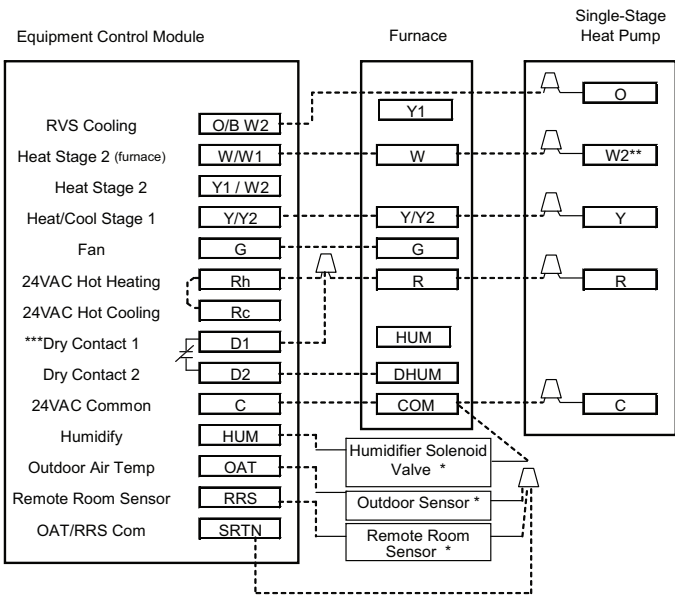 Single-Stage
Equipment Control Module Furnace Heat Pump
O
Y1
RVS Cooling O/B W2
Heat Stage 2 (furnace) W/W1 W W2**
Heat Stage 2 Y1 / W2
Heat/Cool Stage 1 Y/Y2 Y/Y2 Y
Fan G G
24VAC Hot Heating Rh R R
24VAC Hot Cooling Rc
***Dry Contact 1 D1 HUM
Dry Contact 2 D2 DHUM
24VAC Common C COM C
Humidify HUM
Humidifier Solenoid
Valve *
Outdoor Air Temp OAT
Outdoor Sensor *
Remote Room Sensor RRS
OAT/RRS Com SRTN
Remote Room
Sensor *